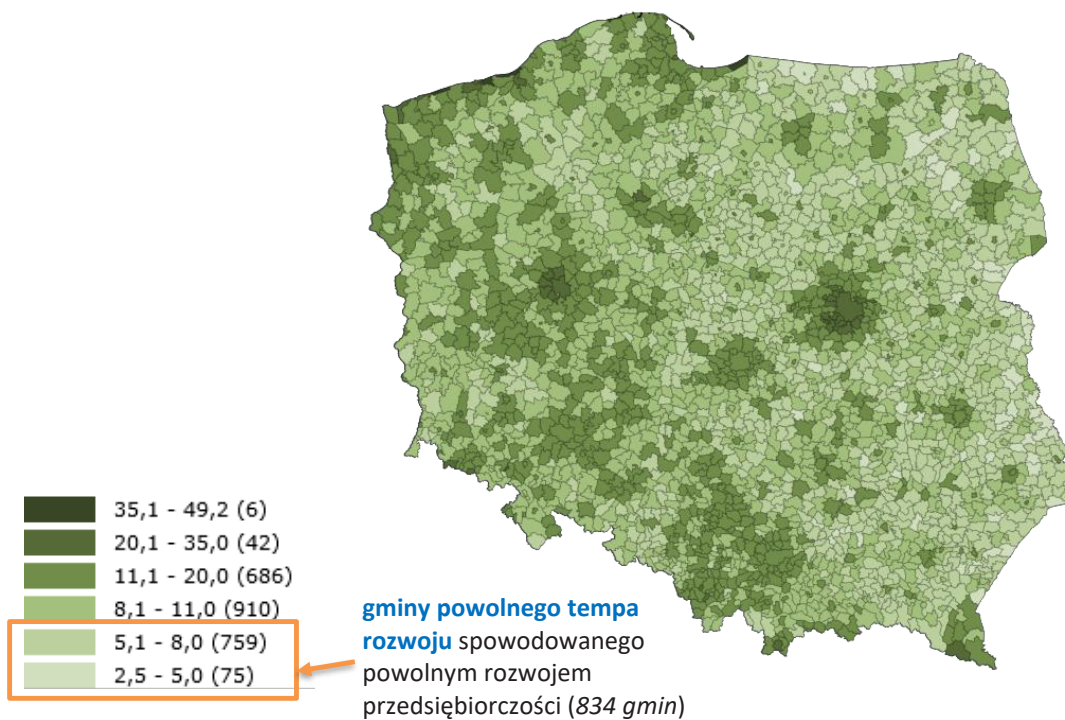 35,1 - 49,2 (6)
20,1 - 35,0 (42)
11,1 - 20,0 (686)
8,1 - 11,0 (910)
5,1 - 8,0 (759)
2,5 - 5,0 (75)
gminy powolnego tempa
rozwoju spowodowanego
powolnym rozwojem
przedsiębiorczości (834 gmin)